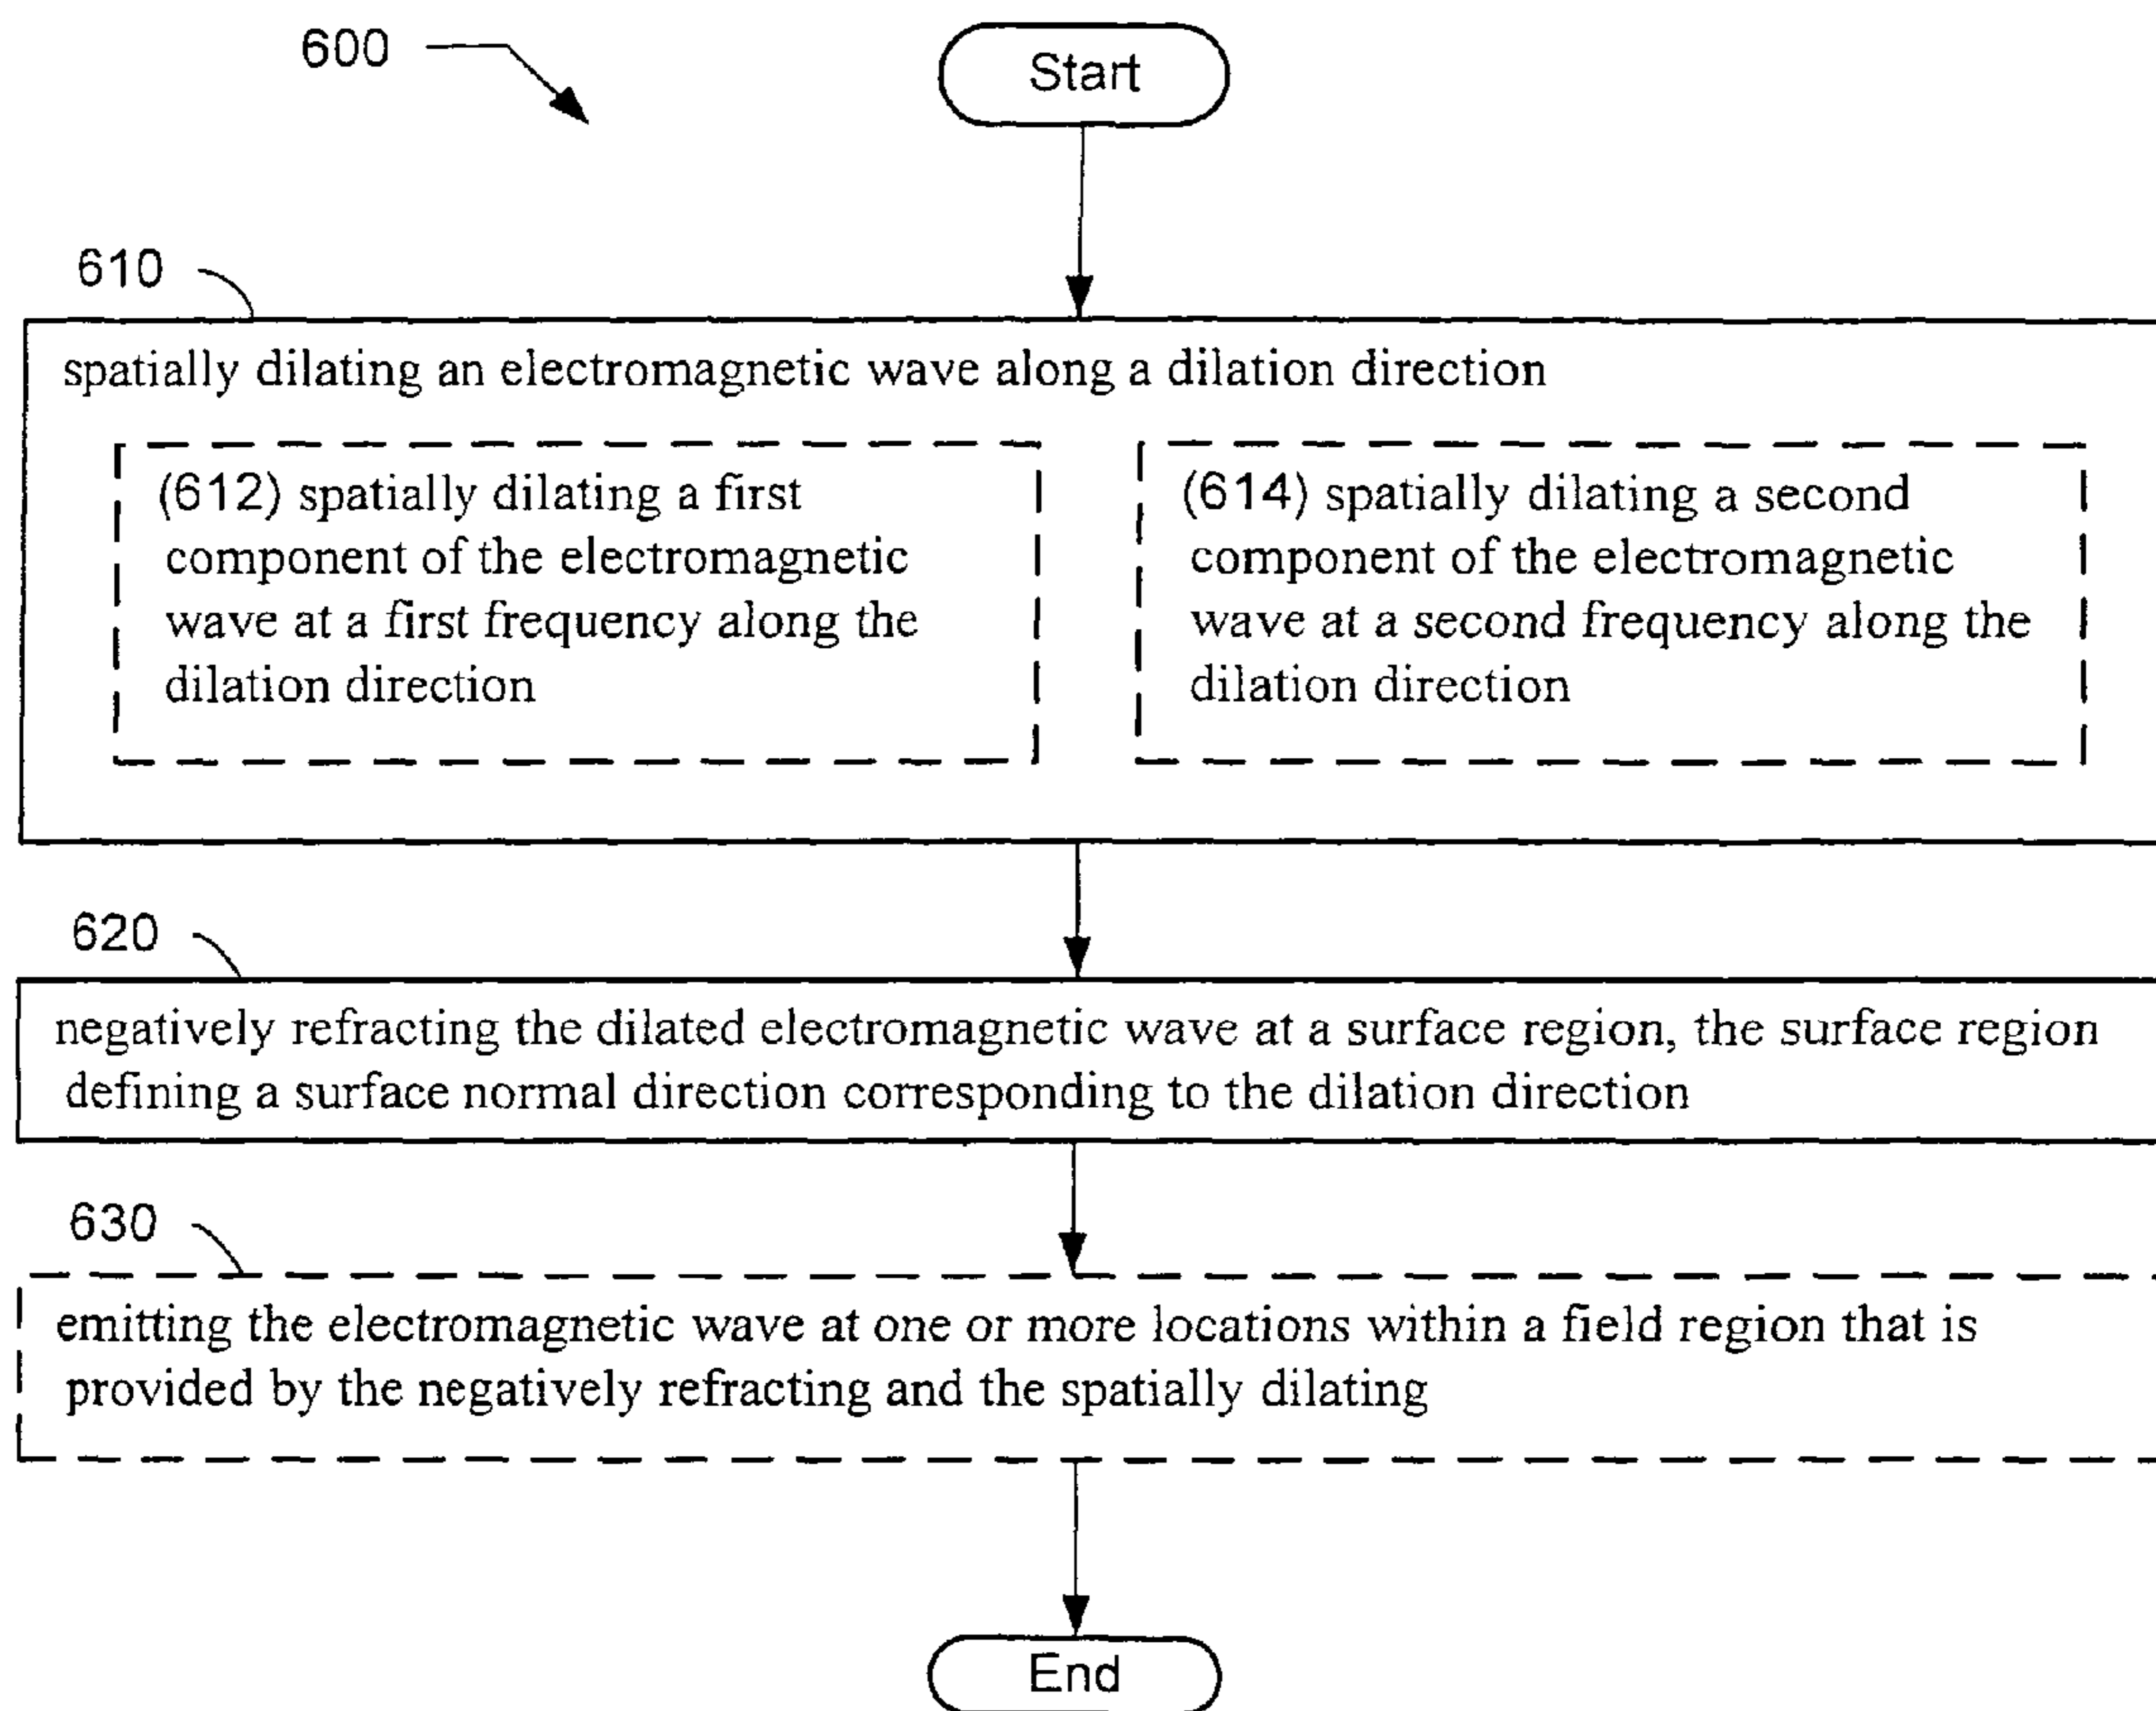 600
Start
610
spatially dilating an electromagnetic wave along a dilation direction
(612) spatially dilating a first
component of the electromagnetic
wave at a first frequency along the
dilation direction
(614) spatially dilating a second
component of the electromagnetic
wave at a second frequency along the
dilation direction
620
negatively refracting the dilated electromagnetic wave at a surface region, the surface region
defining a surface normal direction corresponding to the dilation direction
630
emitting the electromagnetic wave at one or more locations within a field region that is
provided by the negatively refracting and the spatially dilating
End